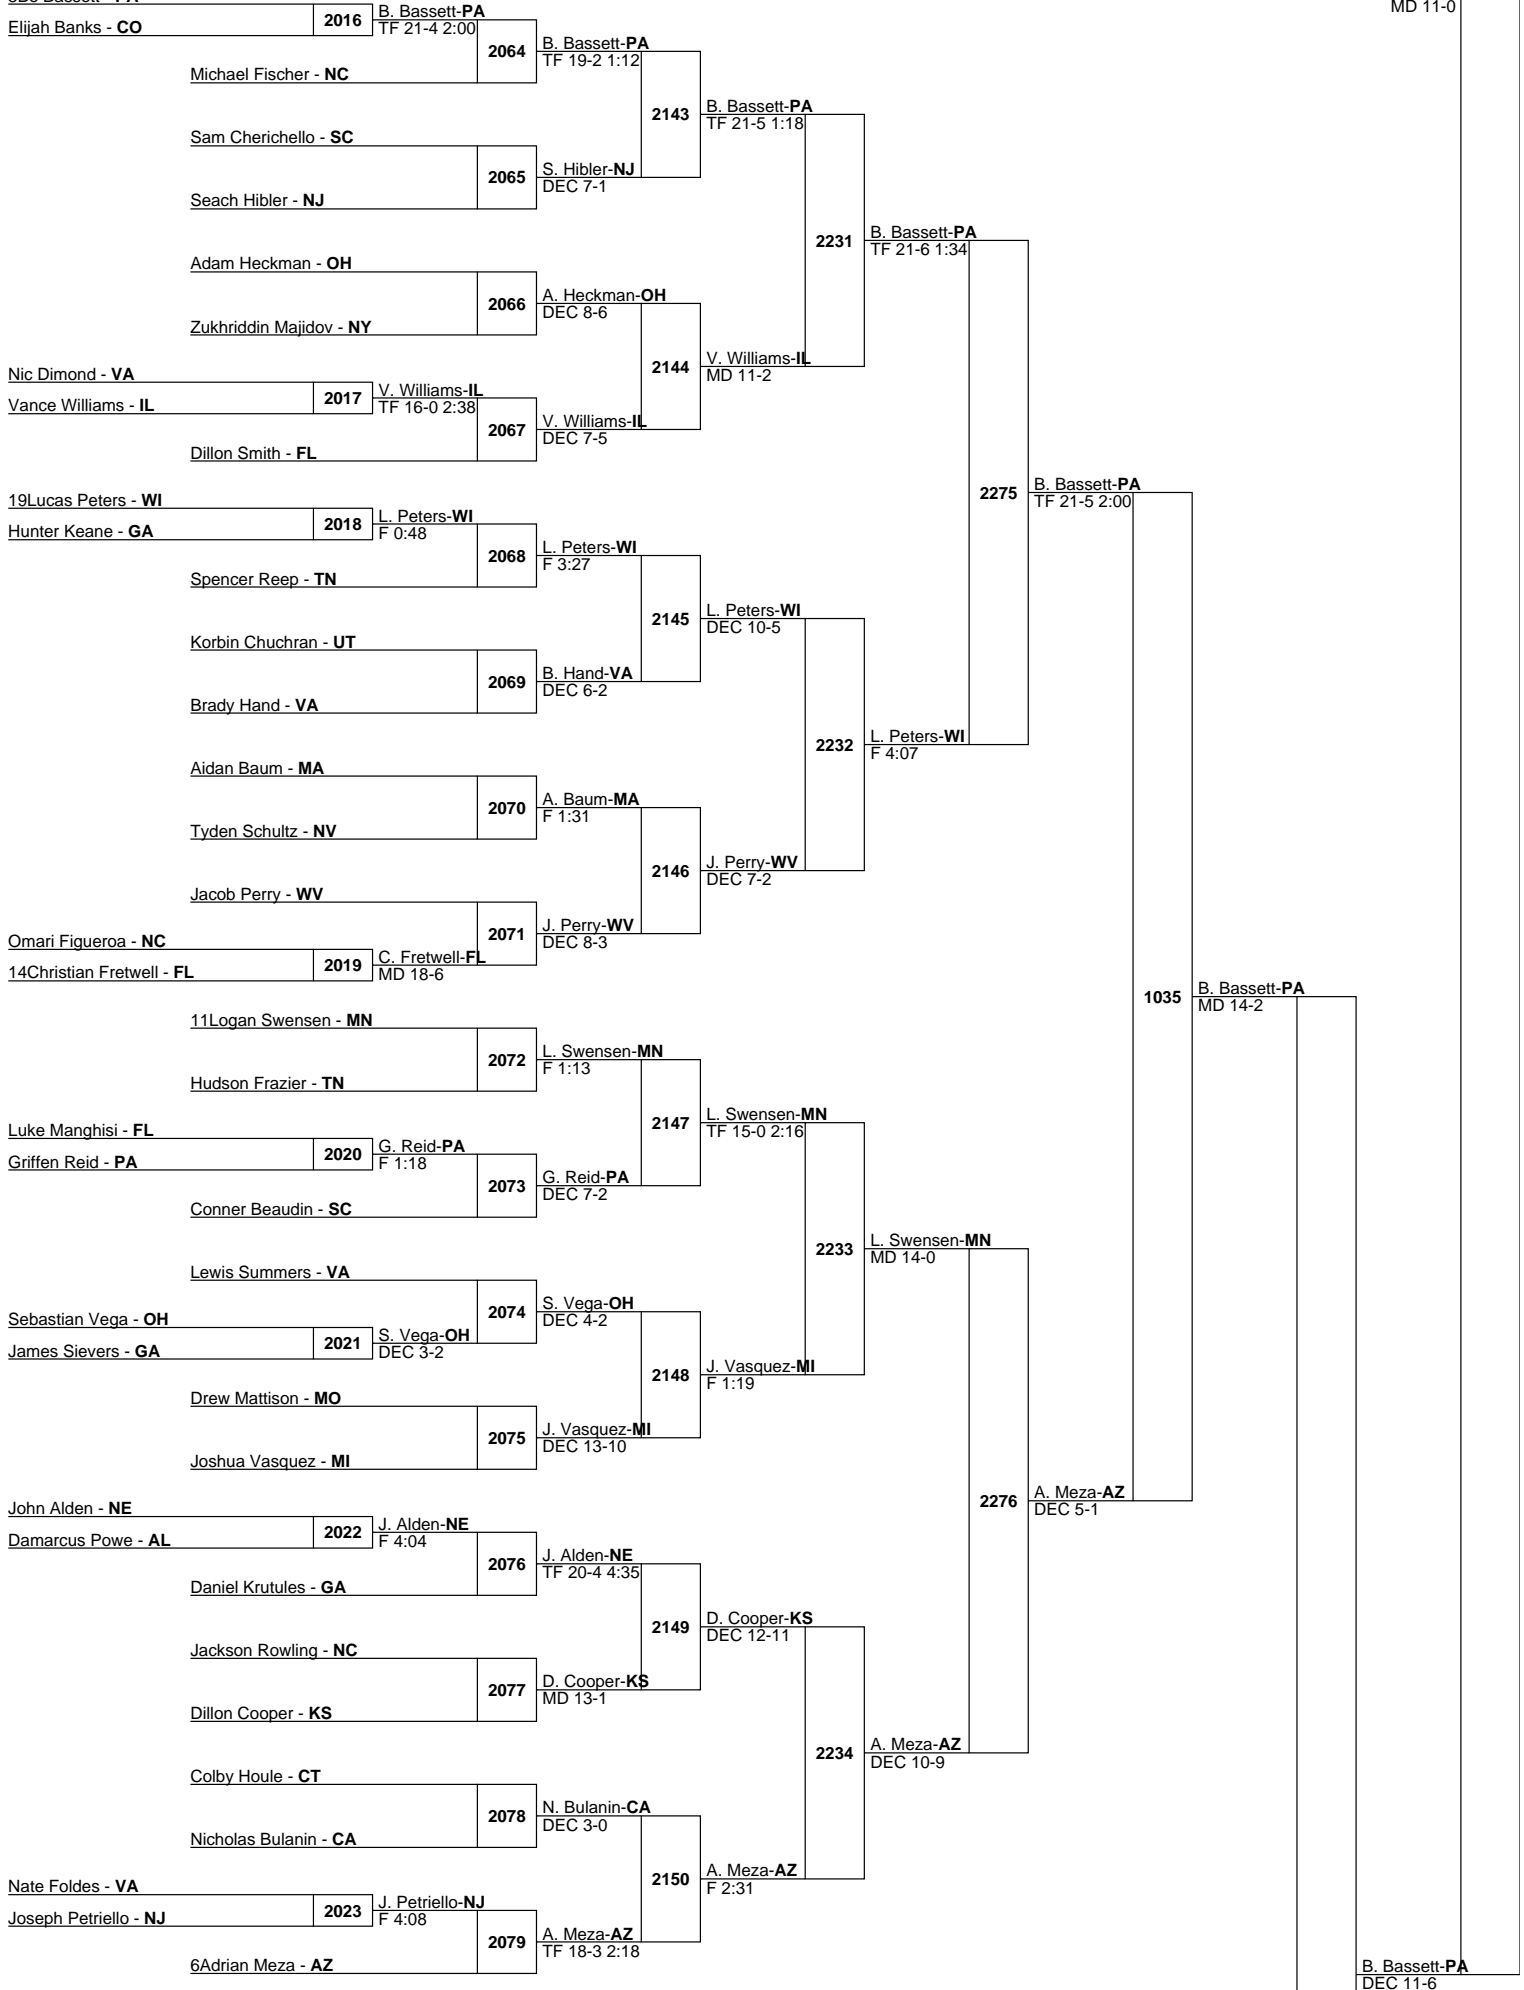 MD 11-0
Elijah Banks - CO
2016
B. Bassett-PA
TF 21-4 2:00
2064
B. Bassett-PA
TF 19-2 1:12
Michael Fischer - NC
2143
B. Bassett-PA
TF 21-5 1:18
Sam Cherichello - SC
2065
S. Hibler-NJ
DEC 7-1
Seach Hibler - NJ
2231
B. Bassett-PA
TF 21-6 1:34
Adam Heckman - OH
2066
A. Heckman-OH
DEC 8-6
Zukhriddin Majidov - NY
2144
V. Williams-IL
MD 11-2
Nic Dimond - VA
Vance Williams - IL
2017
V. Williams-IL
TF 16-0 2:38
2067
V. Williams-IL
DEC 7-5
Dillon Smith - FL
2275
B. Bassett-PA
TF 21-5 2:00
19Lucas Peters - WI
Hunter Keane - GA
2018
L. Peters-WI
F 0:48
2068
L. Peters-WI
F 3:27
Spencer Reep - TN
2145
L. Peters-WI
DEC 10-5
Korbin Chuchran - UT
2069
B. Hand-VA
DEC 6-2
Brady Hand - VA
2232
L. Peters-WI
F 4:07
Aidan Baum - MA
2070
A. Baum-MA
F 1:31
Tyden Schultz - NV
2146
J. Perry-WV
DEC 7-2
Jacob Perry - WV
2071
J. Perry-WV
DEC 8-3
Omari Figueroa - NC
14Christian Fretwell - FL
2019
C. Fretwell-FL
MD 18-6
1035
B. Bassett-PA
MD 14-2
11Logan Swensen - MN
2072
L. Swensen-MN
F 1:13
Hudson Frazier - TN
2147
L. Swensen-MN
TF 15-0 2:16
Luke Manghisi - FL
Griffen Reid - PA
2020
G. Reid-PA
F 1:18
2073
G. Reid-PA
DEC 7-2
Conner Beaudin - SC
2233
L. Swensen-MN
MD 14-0
Lewis Summers - VA
2074
S. Vega-OH
DEC 4-2
Sebastian Vega - OH
James Sievers - GA
2021
S. Vega-OH
DEC 3-2
2148
J. Vasquez-MI
F 1:19
Drew Mattison - MO
2075
J. Vasquez-MI
DEC 13-10
Joshua Vasquez - MI
2276
A. Meza-AZ
DEC 5-1
John Alden - NE
Damarcus Powe - AL
2022
J. Alden-NE
F 4:04
2076
J. Alden-NE
TF 20-4 4:35
Daniel Krutules - GA
2149
D. Cooper-KS
DEC 12-11
Jackson Rowling - NC
2077
D. Cooper-KS
MD 13-1
Dillon Cooper - KS
2234
A. Meza-AZ
DEC 10-9
Colby Houle - CT
2078
N. Bulanin-CA
DEC 3-0
Nicholas Bulanin - CA
2150
A. Meza-AZ
F 2:31
Nate Foldes - VA
Joseph Petriello - NJ
2023
J. Petriello-NJ
F 4:08
2079
A. Meza-AZ
TF 18-3 2:18
6Adrian Meza - AZ
B. Bassett-PA
DEC 11-6